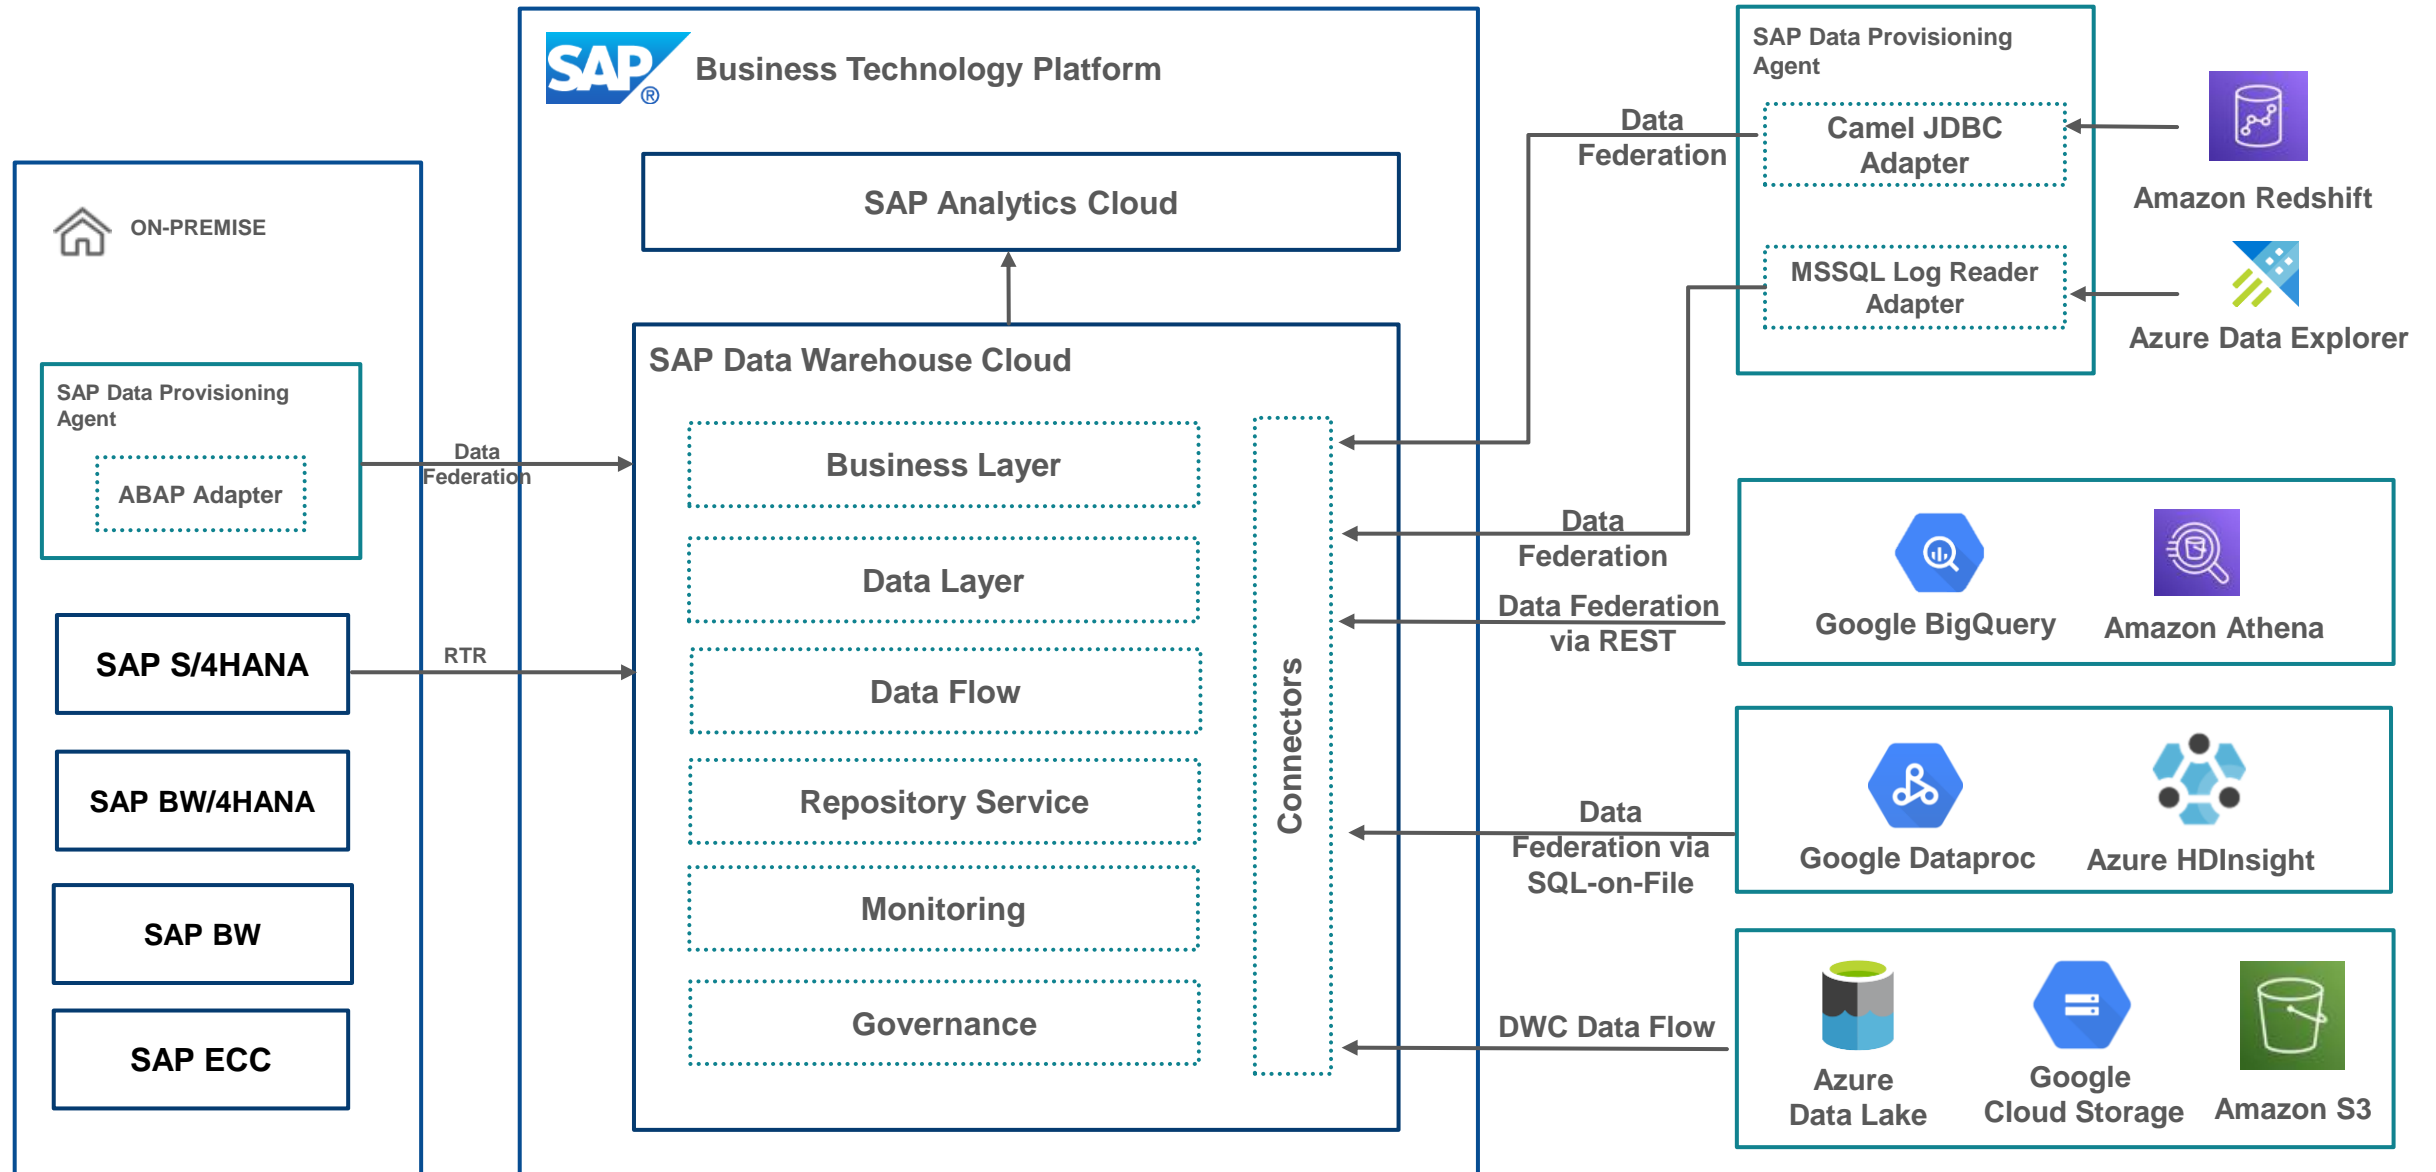 SAP®
Business Technology Platform
SAP Analytics Cloud
ON-PREMISE
SAP Data Provisioning
Agent
ABAP Adapter
SAP S/4HANA
SAP BW/4HANA
SAP BW
SAP ECC
Data
Federation
RTR
SAP Data Warehouse Cloud
Business Layer
Data Layer
Data Flow
Repository Service
Monitoring
Governance
Connectors
Data
Federation
Data
Federation
Data Federation
via REST
Data
Federation via
SQL-on-File
DWC Data Flow
SAP Data Provisioning
Agent
Camel JDBC
Adapter
MSSQL Log Reader
Adapter
Amazon Redshift
Azure Data Explorer
Google BigQuery
Amazon Athena
Google Dataproc
Azure HDInsight
Azure
Data Lake
Google
Cloud Storage
Amazon S3